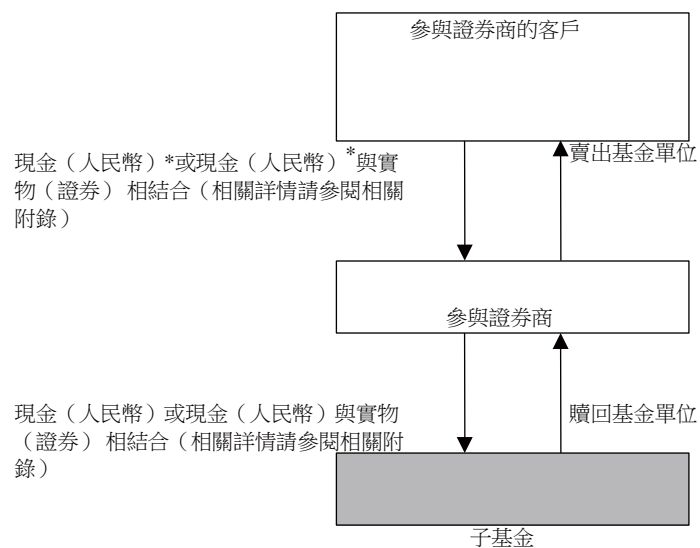 參與證券商的客戶
現金（人民幣）*或現金（人民幣）*與實
物（證券） 相結合（相關詳情請參閱相關
附錄）
賣出基金單位
參與證券商
現金（人民幣）或現金（人民幣）與實物
（證券） 相結合（相關詳情請參閱相關附
錄）
贖回基金單位
子基金